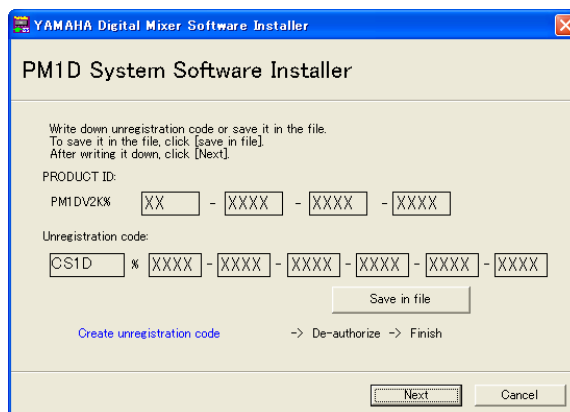 YAMAHA Digital Mixer Software Installer
PM1D System Software Installer
Write down unregistration code or save it in the file.
To save it in the file, click [save in file].
After writing it down, click [Next].
PRODUCT ID:
PM1DV2K% XX - XXXX - XXXX - XXXX
Unregistration code:
CS1D % XXXX - XXXX - XXXX - XXXX - XXXX - XXXX
Save in file
Create unregistration code -> De-authorize -> Finish
Next Cancel